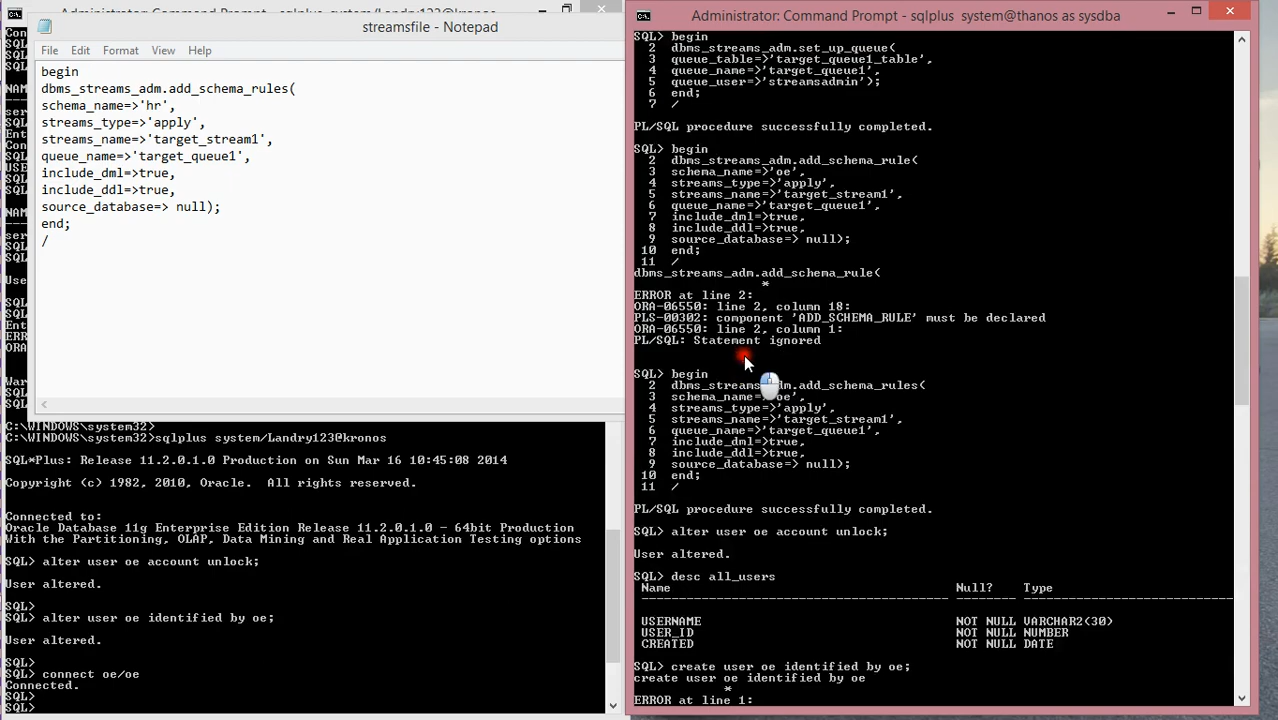 Administrator: Command Prompt - sqlplus system/Landry123@kronos
streamsfile - Notepad
File Edit Format View Help
begin
dbms_streams_adm.add_schema_rules(
schema_name=>'hr',
streams_type=>'apply',
streams_name=>'target_stream1',
queue_name=>'target_queue1',
include_dml=>true,
include_ddl=>true,
source_database=> null);
end;
/
C:\WINDOWS\system32>
C:\WINDOWS\system32>sqlplus system/Landry123@kronos
SQL*Plus: Release 11.2.0.1.0 Production on Sun Mar 16 10:45:08 2014
Copyright (c) 1982, 2010, Oracle.  All rights reserved.
Connected to:
Oracle Database 11g Enterprise Edition Release 11.2.0.1.0 - 64bit Production
With the Partitioning, OLAP, Data Mining and Real Application Testing options
SQL> alter user oe account unlock;
User altered.
SQL>
SQL> alter user oe identified by oe;
User altered.
SQL>
SQL> connect oe/oe
Connected.
SQL>
SQL>
Administrator: Command Prompt - sqlplus system@thanos as sysdba
SQL> begin
2 dbms_streams_adm.set_up_queue(
3 queue_table=>'target_queue1_table',
4 queue_name=>'target_queue1',
5 queue_user=>'streamsadmin');
6 end;
7 /
PL/SQL procedure successfully completed.
SQL> begin
2 dbms_streams_adm.add_schema_rule(
3 schema_name=>'oe',
4 streams_type=>'apply',
5 streams_name=>'target_stream1',
6 queue_name=>'target_queue1',
7 include_dml=>true,
8 include_ddl=>true,
9 source_database=> null);
10 end;
11 /
dbms_streams_adm.add_schema_rule(
*
ERROR at line 2:
ORA-06550: line 2, column 18:
PLS-00302: component 'ADD_SCHEMA_RULE' must be declared
ORA-06550: line 2, column 1:
PL/SQL: Statement ignored
SQL> begin
2 dbms_streams_adm.add_schema_rules(
3 schema_name=>'oe',
4 streams_type=>'apply',
5 streams_name=>'target_stream1',
6 queue_name=>'target_queue1',
7 include_dml=>true,
8 include_ddl=>true,
9 source_database=> null);
10 end;
11 /
PL/SQL procedure successfully completed.
SQL> alter user oe account unlock;
User altered.
SQL> desc all_users
Name Null? Type
----------------------------------------- -------- ----------------------------
USERNAME NOT NULL VARCHAR2(30)
USER_ID NOT NULL NUMBER
CREATED NOT NULL DATE
SQL> create user oe identified by oe;
create user oe identified by oe
*
ERROR at line 1: